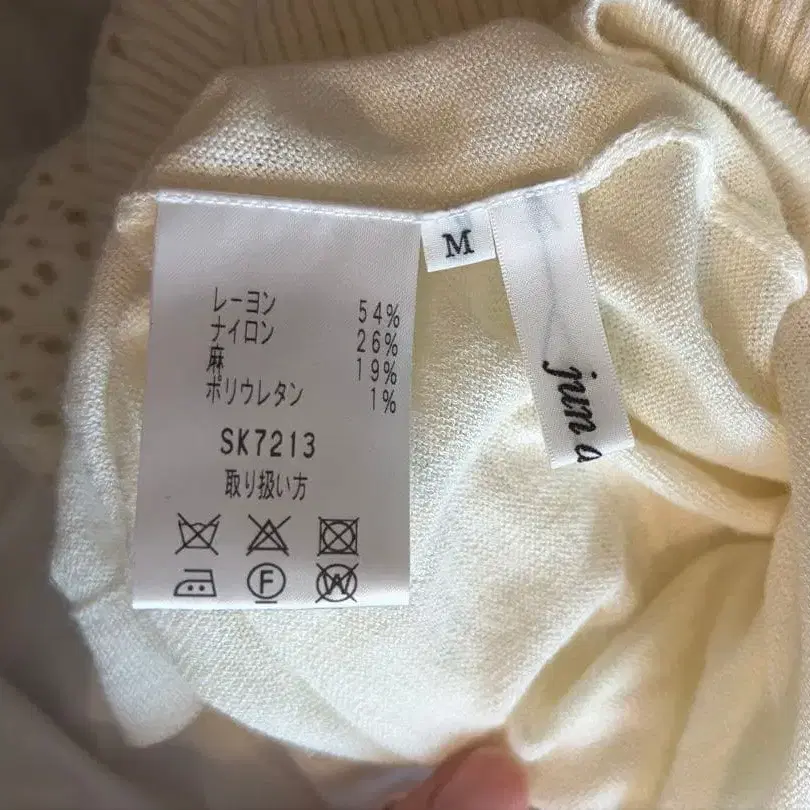 レーヨン 54%
ナイロン 26%
麻 19%
ポリウレタン 1%
SK7213
取り扱い方
F
W
M
jun